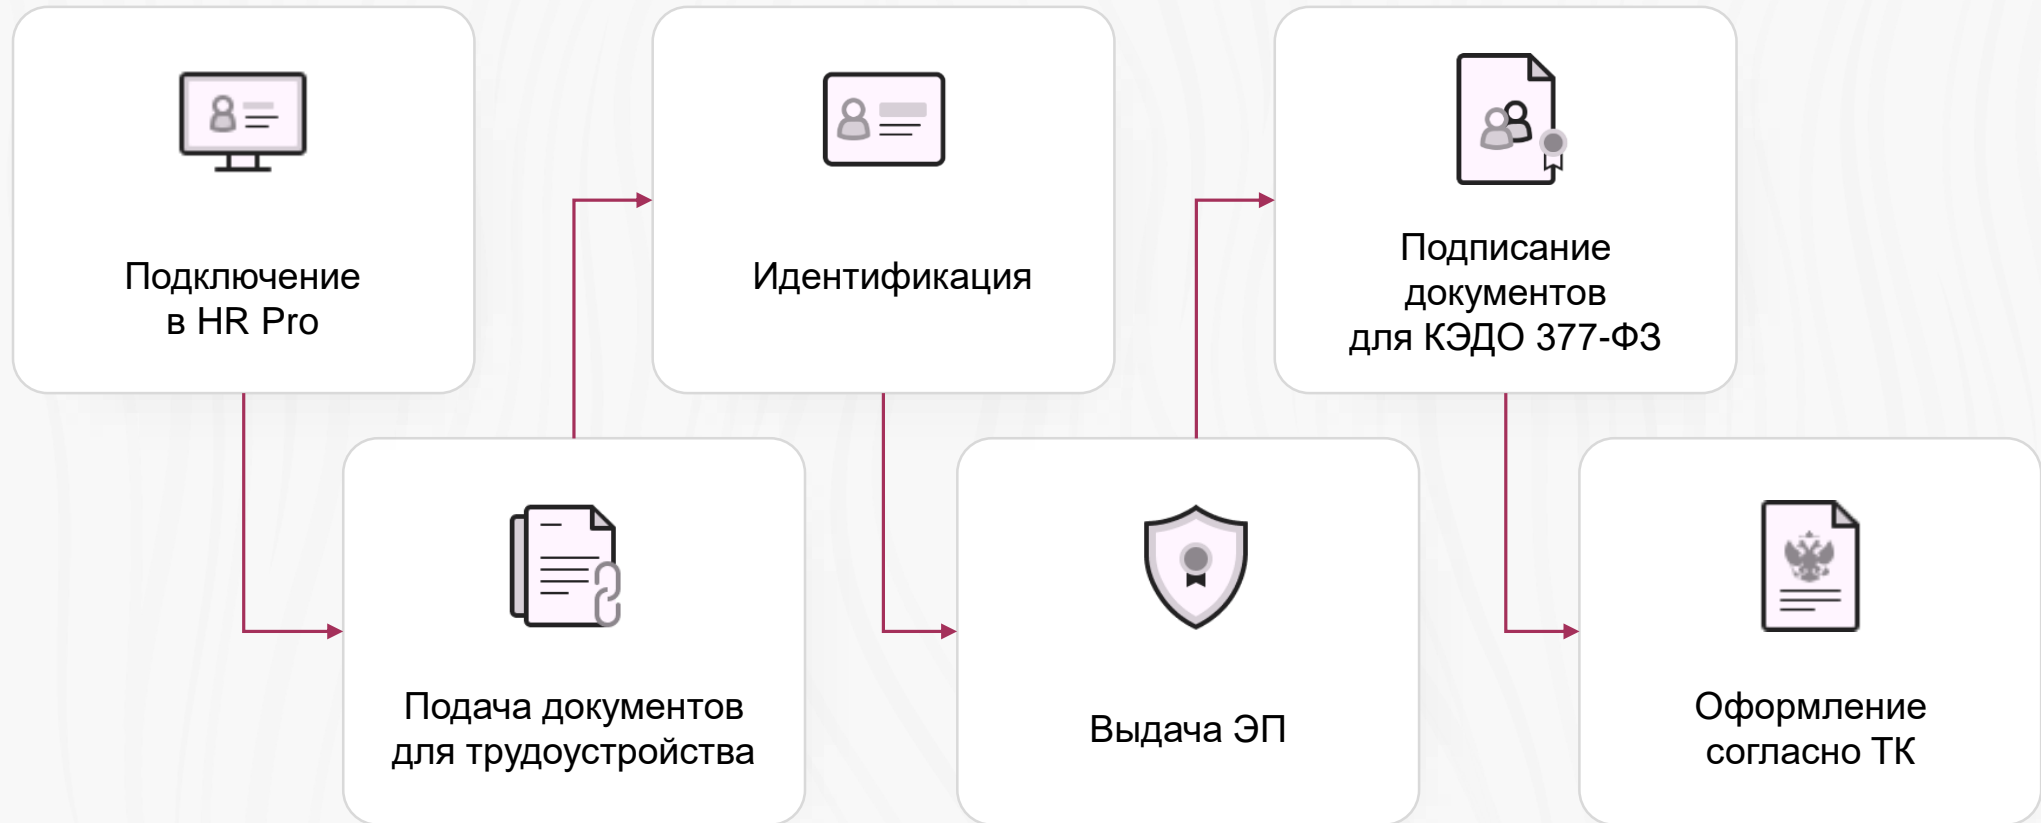 Подключение
в HR Pro
Подача документов
для трудоустройства
Идентификация
Выдача ЭП
Подписание
документов
для КЭДО 377-ФЗ
Оформление
согласно ТК